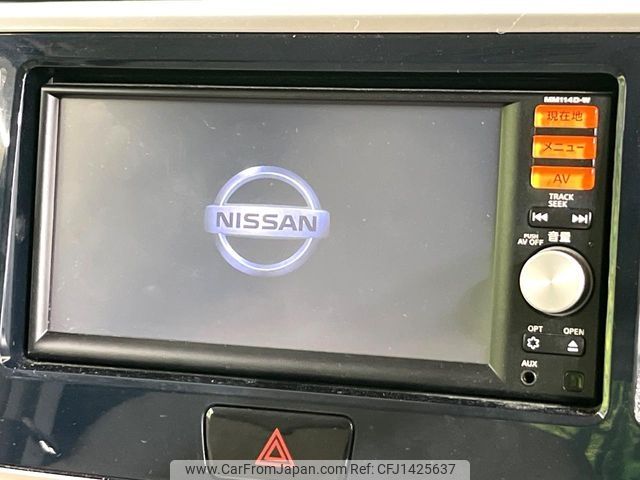 MM114D-W
現在地
メニュー
AV
TRACK
SEEK
PUSH
AV OFF
音量
OPT
OPEN
AUX
NISSAN
www.CarFromJapan.com - CFJ1425637